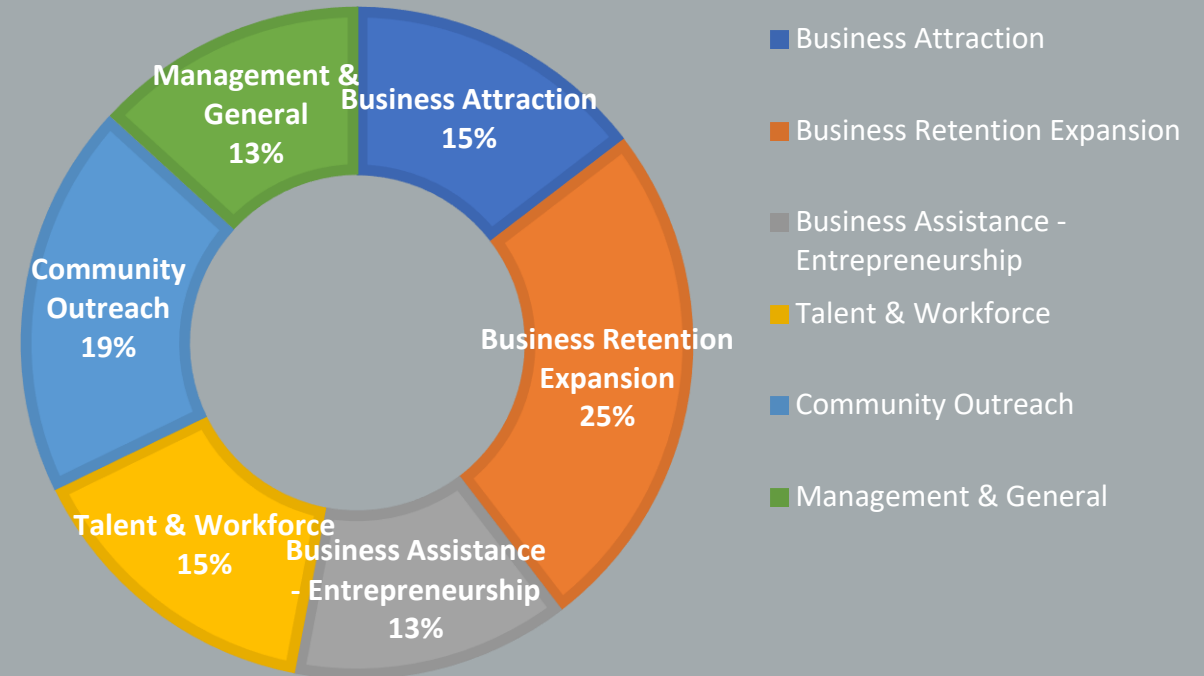 Management &
General
13%
Business Attraction
15%
Community
Outreach
19%
Business Retention
Expansion
25%
Talent & Workforce
15%
Business Assistance
- Entrepreneurship
13%
Business Attraction
Business Retention Expansion
Business Assistance -
Entrepreneurship
Talent & Workforce
Community Outreach
Management & General